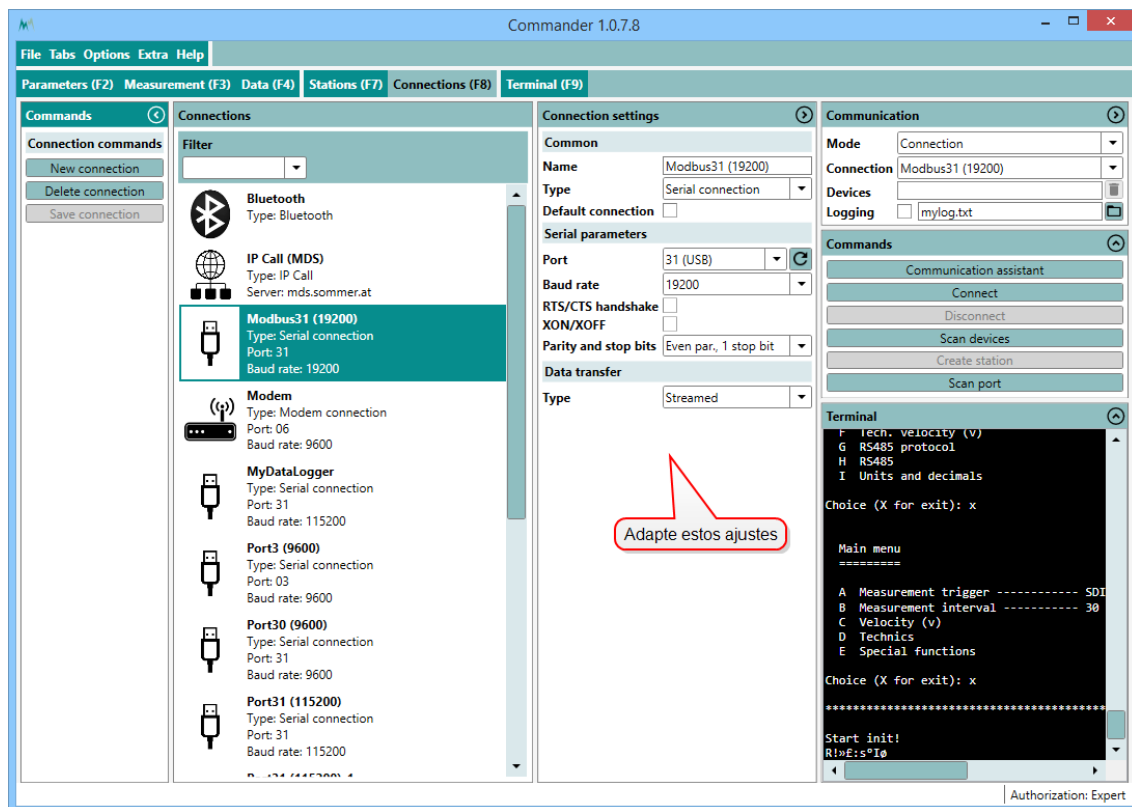 Commander 1.0.7.8
File Tabs Options Extra Help
Parameters (F2) Measurement (F3) Data (F4) Stations (F7) Connections (F8) Terminal (F9)
Commands
Connection commands
New connection
Delete connection
Save connection
Connections
Filter
Bluetooth
Type: Bluetooth
IP Call (MDS)
Type: IP Call
Server: mds.sommer.at
Modbus31 (19200)
Type: Serial connection
Port: 31
Baud rate: 19200
Modem
Type: Modem connection
Port: 06
Baud rate: 9600
MyDataLogger
Type: Serial connection
Port: 31
Baud rate: 115200
Port3 (9600)
Type: Serial connection
Port: 03
Baud rate: 9600
Port30 (9600)
Type: Serial connection
Port: 31
Baud rate: 9600
Port31 (115200)
Type: Serial connection
Port: 31
Baud rate: 115200
Connection settings
Common
Name Modbus31 (19200)
Type Serial connection
Default connection
Serial parameters
Port 31 (USB)
Baud rate 19200
RTS/CTS handshake
XON/XOFF
Parity and stop bits Even par., 1 stop bit
Data transfer
Type Streamed
Adapte estos ajustes
Communication
Mode Connection
Connection Modbus31 (19200)
Devices
Logging mylog.txt
Commands
Communication assistant
Connect
Disconnect
Scan devices
Create station
Scan port
Terminal
F Tech. velocity (v)
G RS485 protocol
H RS485
I Units and decimals
Choice (X for exit): x
Main menu
=========
A Measurement trigger ------------ SDI
B Measurement interval ----------- 30
C Velocity (v)
D Technics
E Special functions
Choice (X for exit): x
*****************************************
Start init!
R!»£:s°Iø
Authorization: Expert